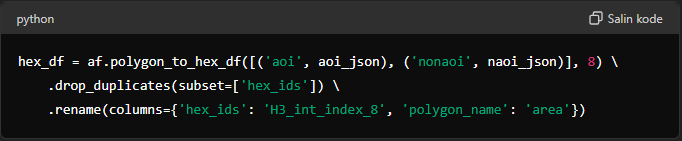 python
Salin kode
hex_df = af.polygon_to_hex_df([('aoi', aoi_json), ('nonaoi', naoi_json)], 8) \
    .drop_duplicates(subset=['hex_ids']) \
    .rename(columns={'hex_ids': 'H3_int_index_8', 'polygon_name': 'area'})